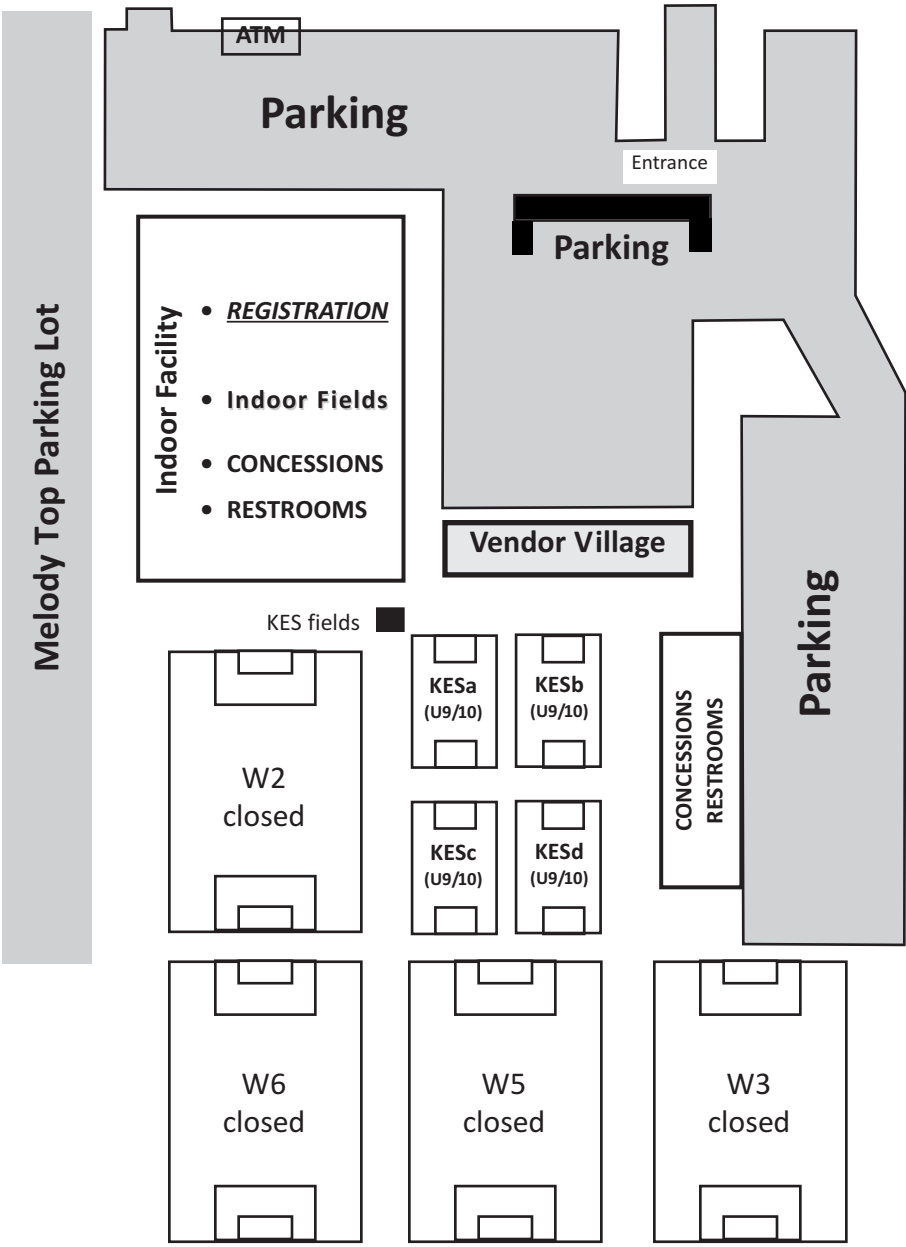 ATM
Parking
Entrance
Parking
Melody Top Parking Lot
Indoor Facility
• REGISTRATION
• Indoor Fields
• CONCESSIONS
• RESTROOMS
Vendor Village
Parking
KES fields
KESa
(U9/10)
KESb
(U9/10)
CONCESSIONS
RESTROOMS
W2
closed
KESc
(U9/10)
KESd
(U9/10)
W6
closed
W5
closed
W3
closed